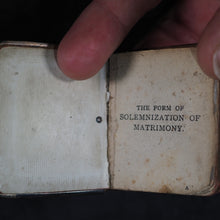 THE FORM OF
SOLEMNIZATION OF
MATRIMONY.
A